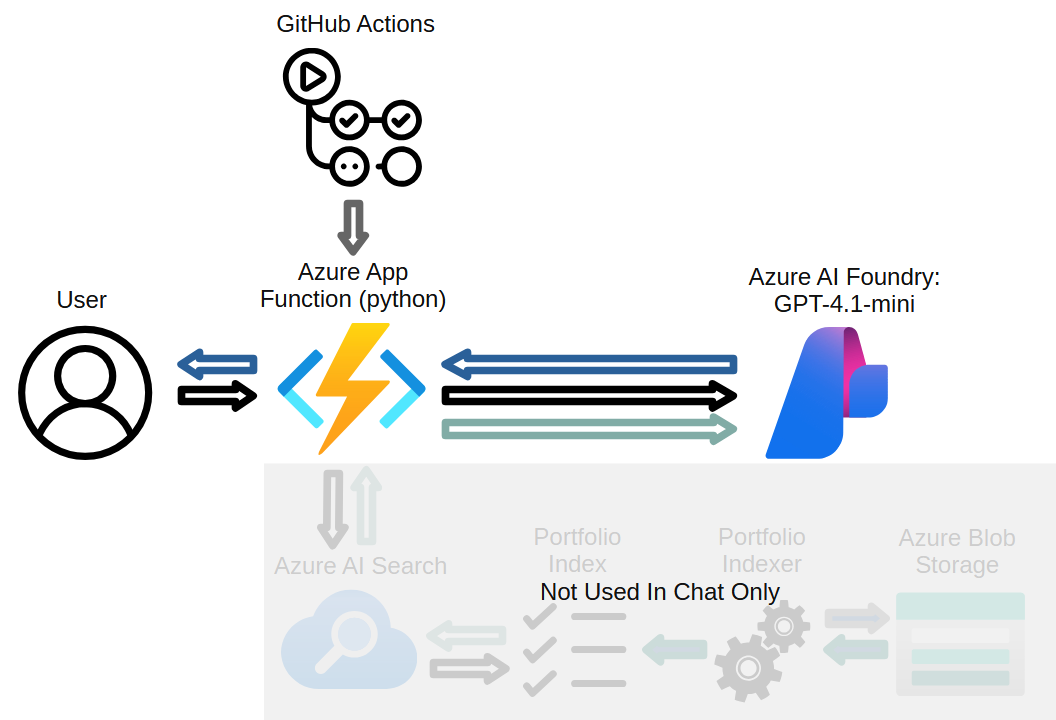 GitHub Actions
Azure App
Function (python)
User
Azure AI Foundry:
GPT-4.1-mini
Azure AI Search
Portfolio
Index
Portfolio
Indexer
Azure Blob
Storage
Not Used In Chat Only